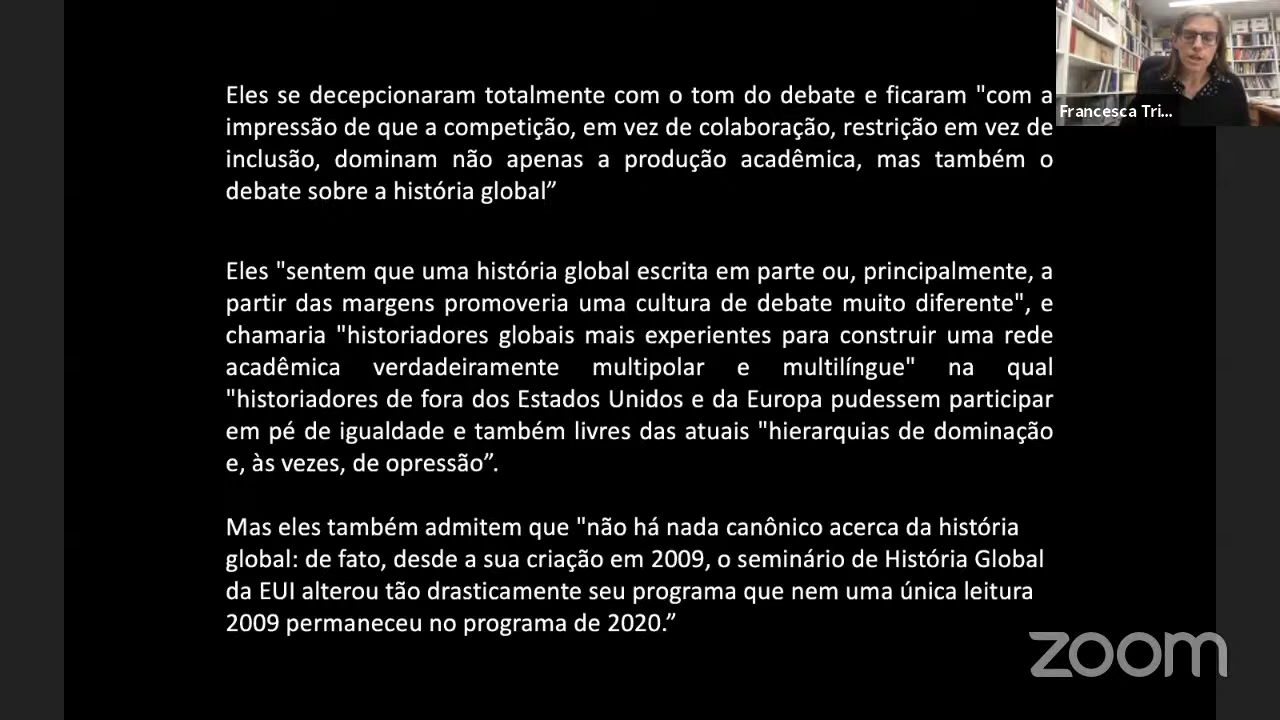 Eles se decepcionaram totalmente com o tom do debate e ficaram "com a
impressão de que a competição, em vez de colaboração, restrição em vez de
inclusão, dominam não apenas a produção acadêmica, mas também o
debate sobre a história global”
Eles "sentem que uma história global escrita em parte ou, principalmente, a
partir das margens promoveria uma cultura de debate muito diferente", e
chamaria "historiadores globais mais experientes para construir uma rede
acadêmica verdadeiramente multipolar e multilíngue" na qual
"historiadores de fora dos Estados Unidos e da Europa pudessem participar
em pé de igualdade e também livres das atuais "hierarquias de dominação
e, às vezes, de opressão”.
Mas eles também admitem que "não há nada canônico acerca da história
global: de fato, desde a sua criação em 2009, o seminário de História Global
da EUI alterou tão drasticamente seu programa que nem uma única leitura
2009 permaneceu no programa de 2020.”
Francesca Tri...
zoom